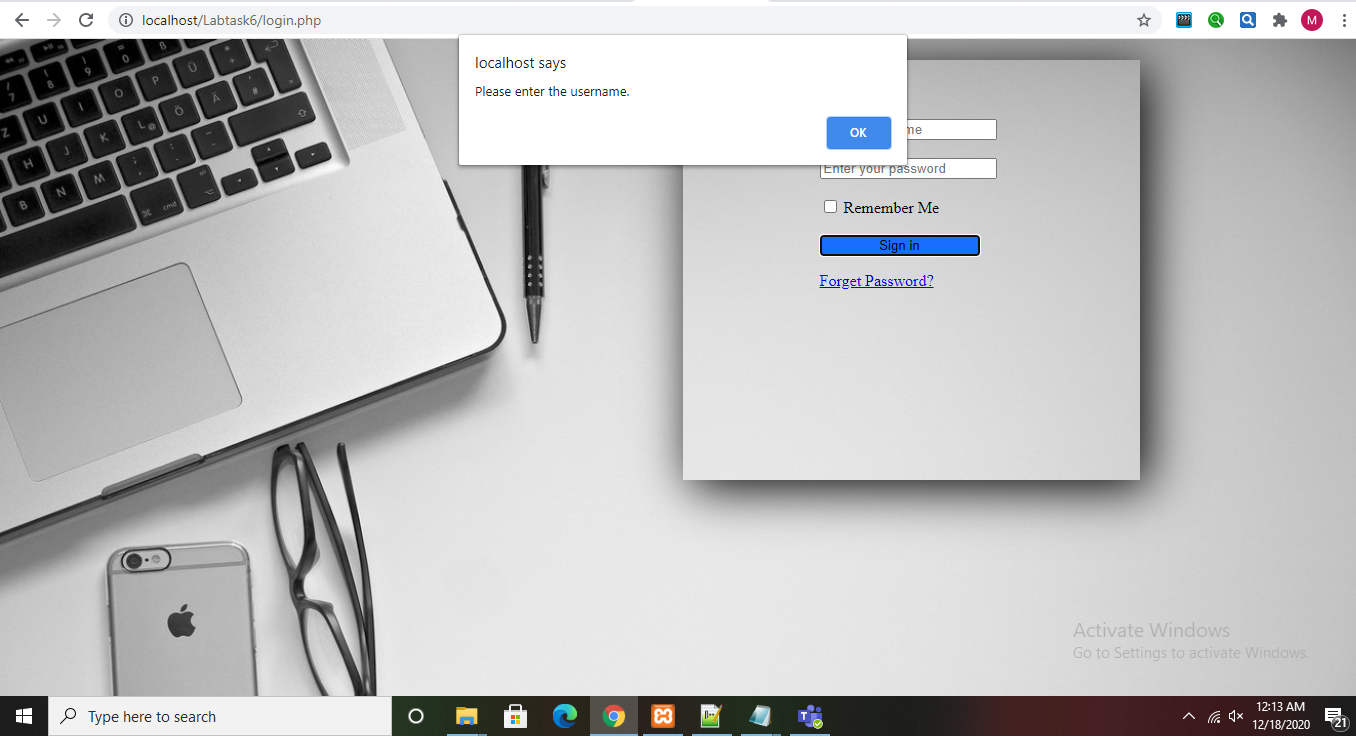 localhost/Labtask6/login.php
M
localhost says
Please enter the username.
OK
Enter your password
Remember Me
Sign in
Forget Password?
cmd
Activate Windows
Go to Settings to activate Windows.
Type here to search
12:13 AM
12/18/2020
21